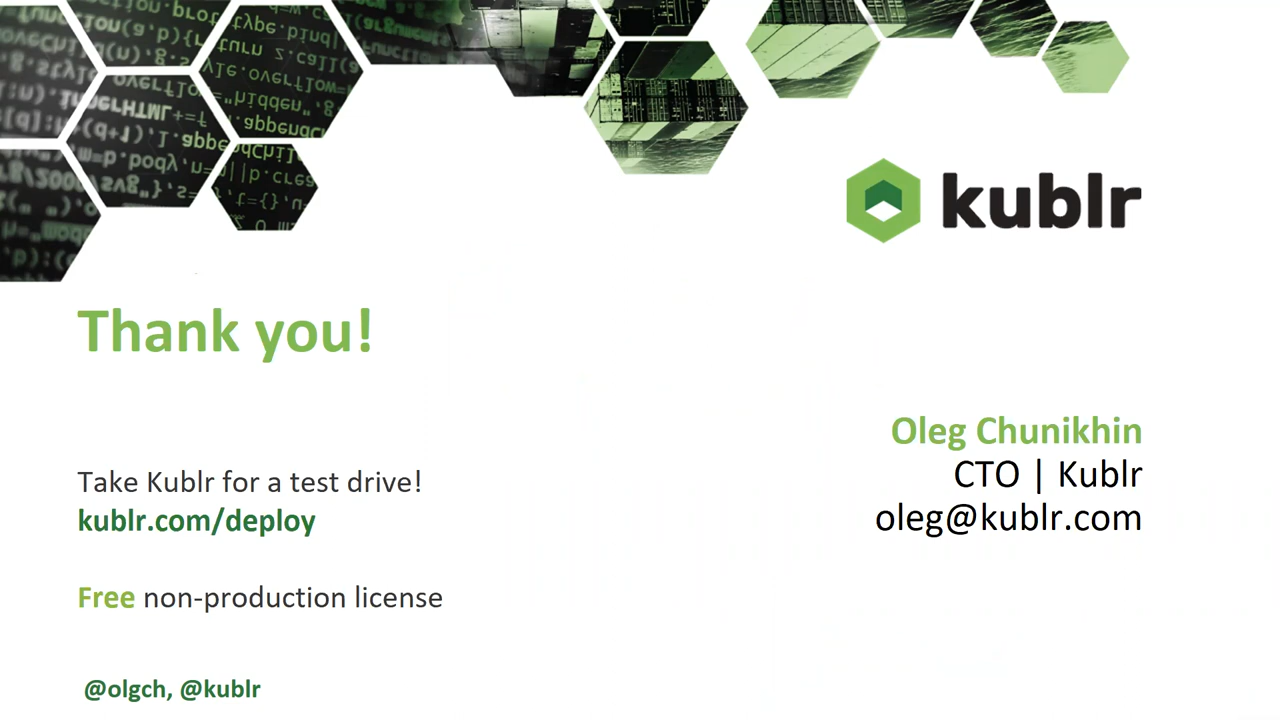 kublr
Thank you!
Oleg Chunikhin
CTO | Kublr
oleg@kublr.com
Take Kublr for a test drive!
kublr.com/deploy
Free non-production license
@olgch, @kublr